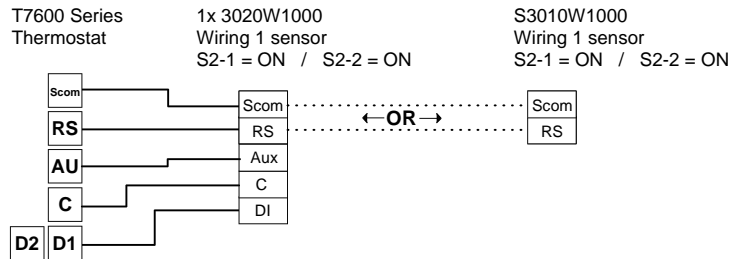 T7600 Series
Thermostat
1x 3020W1000
Wiring 1 sensor
S2-1 = ON / S2-2 = ON
S3010W1000
Wiring 1 sensor
S2-1 = ON / S2-2 = ON
Scom
RS
AU
C
D2 D1
Scom
RS
Aux
C
DI
←OR→
Scom
RS